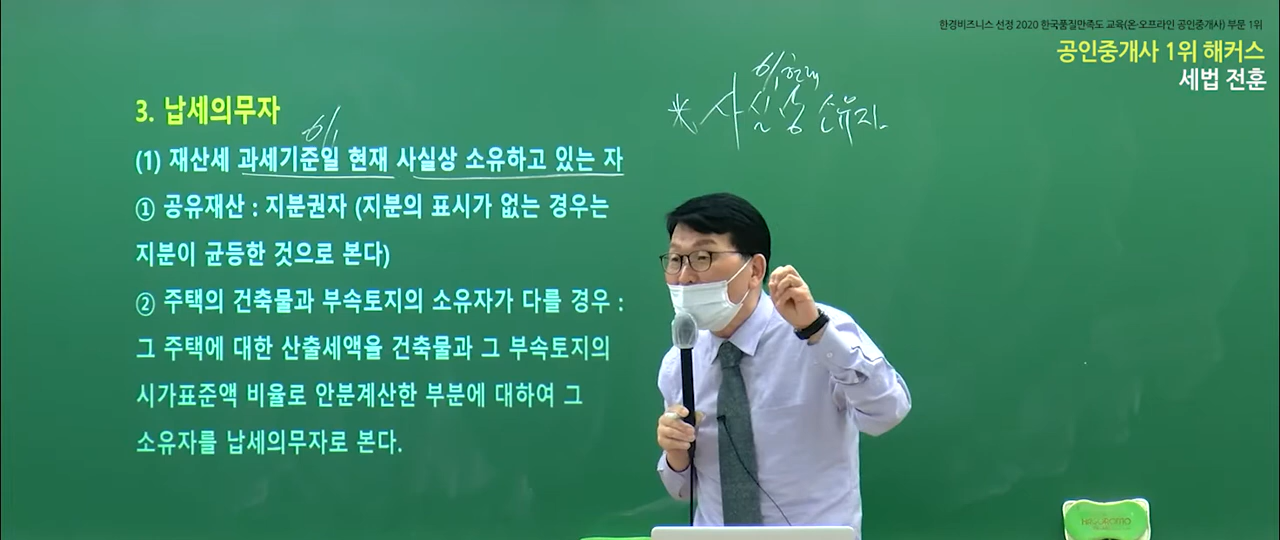 한경비즈니스 선정 2020 한국품질만족도 교육(온·오프라인 공인중개사) 부문 1위
공인중개사 1위 해커스
세법 전훈
6/1 현재
* 사실상 소유자
3. 납세의무자
6/1
(1) 재산세 과세기준일 현재 사실상 소유하고 있는 자
① 공유재산 : 지분권자 (지분의 표시가 없는 경우는
지분이 균등한 것으로 본다)
② 주택의 건축물과 부속토지의 소유자가 다를 경우 :
그 주택에 대한 산출세액을 건축물과 그 부속토지의
시가표준액 비율로 안분계산한 부분에 대하여 그
소유자를 납세의무자로 본다.